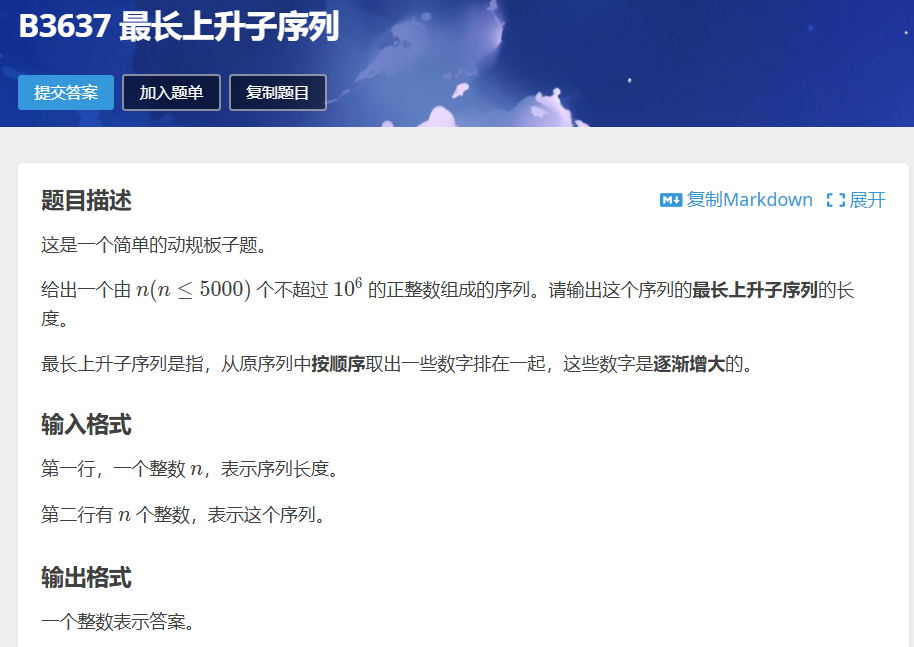 B3637 最长上升子序列
提交答案 加入题单 复制题目
题目描述 复制Markdown 展开
这是一个简单的动规板子题。
给出一个由 n(n ≤ 5000) 个不超过 10⁶ 的正整数组成的序列。请输出这个序列的最长上升子序列的长
度。
最长上升子序列是指，从原序列中按顺序取出一些数字排在一起，这些数字是逐渐增大的。
输入格式
第一行，一个整数 n，表示序列长度。
第二行有 n 个整数，表示这个序列。
输出格式
一个整数表示答案。